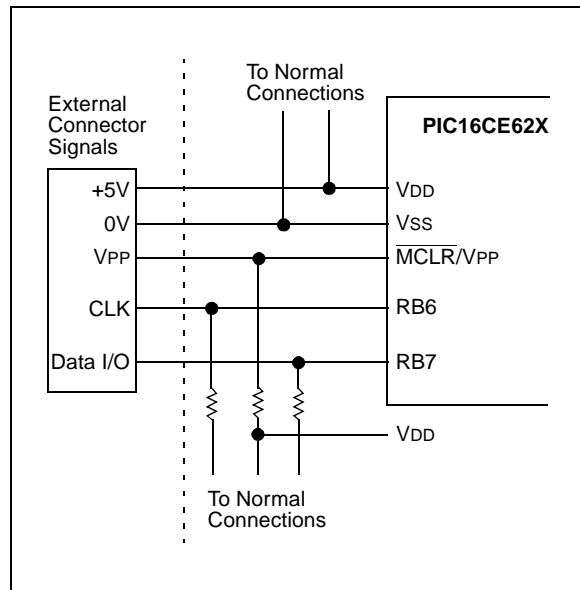 To Normal
Connections
External
Connector
Signals
PIC16CE62X
+5V
VDD
0V
VSS
VPP
MCLR/VPP
CLK
RB6
Data I/O
RB7
VDD
To Normal
Connections